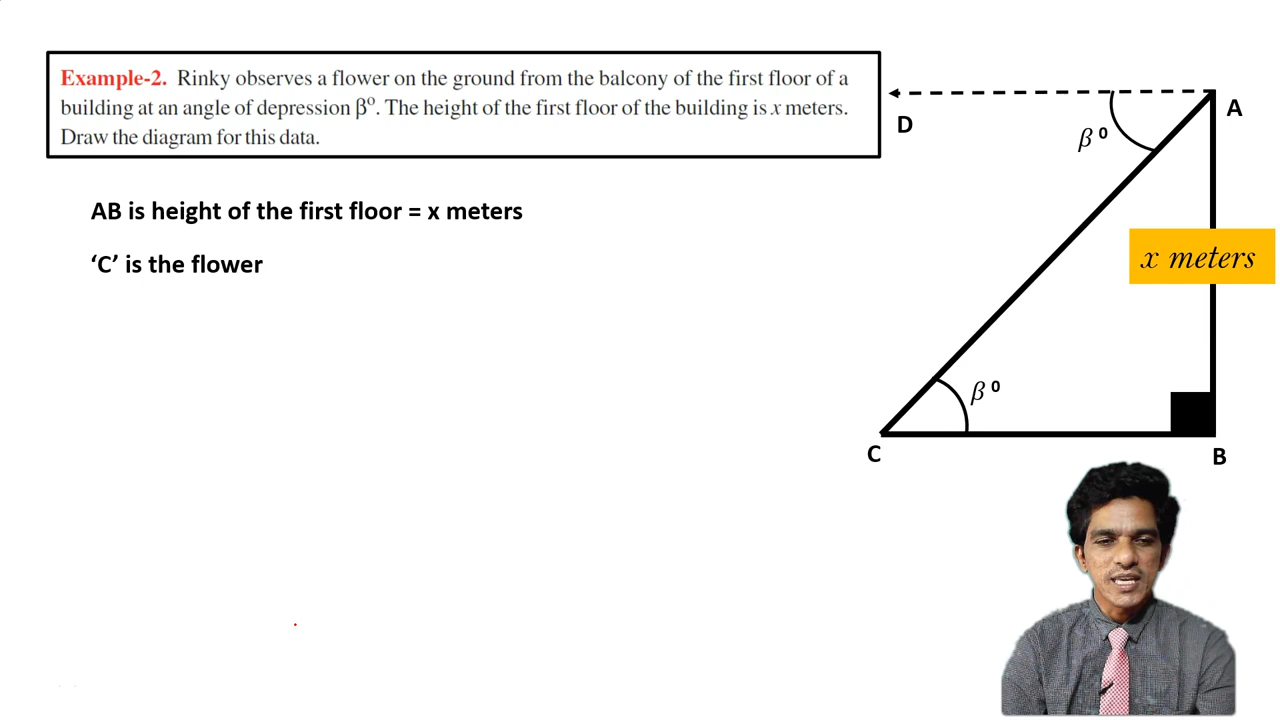 Example-2. Rinky observes a flower on the ground from the balcony of the first floor of a
building at an angle of depression β°. The height of the first floor of the building is x meters.
Draw the diagram for this data.
D
A
β⁰
AB is height of the first floor = x meters
‘C’ is the flower
x meters
β⁰
C
B